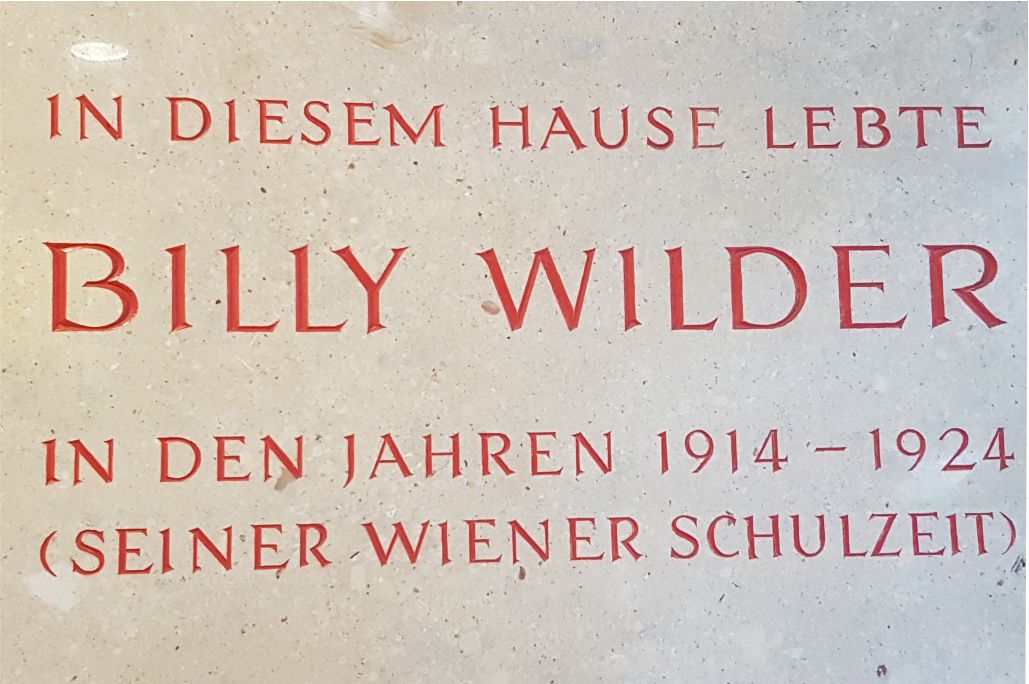 IN DIESEM HAUSE LEBTE
BILLY WILDER
IN DEN JAHREN 1914 – 1924
(SEINER WIENER SCHULZEIT)